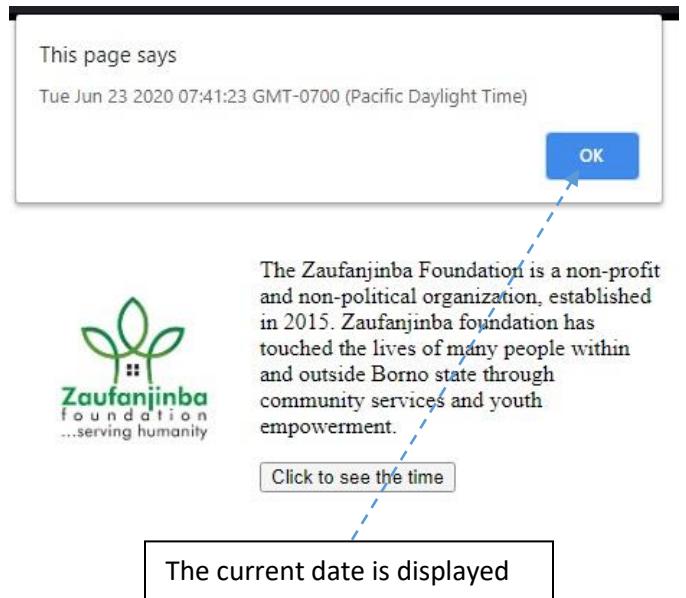 This page says
Tue Jun 23 2020 07:41:23 GMT-0700 (Pacific Daylight Time)
OK
Zaufanjinba
foundation
...serving humanity
The Zaufanjinba Foundation is a non-profit
and non-political organization, established
in 2015. Zaufanjinba foundation has
touched the lives of many people within
and outside Borno state through
community services and youth
empowerment.
Click to see the time
The current date is displayed